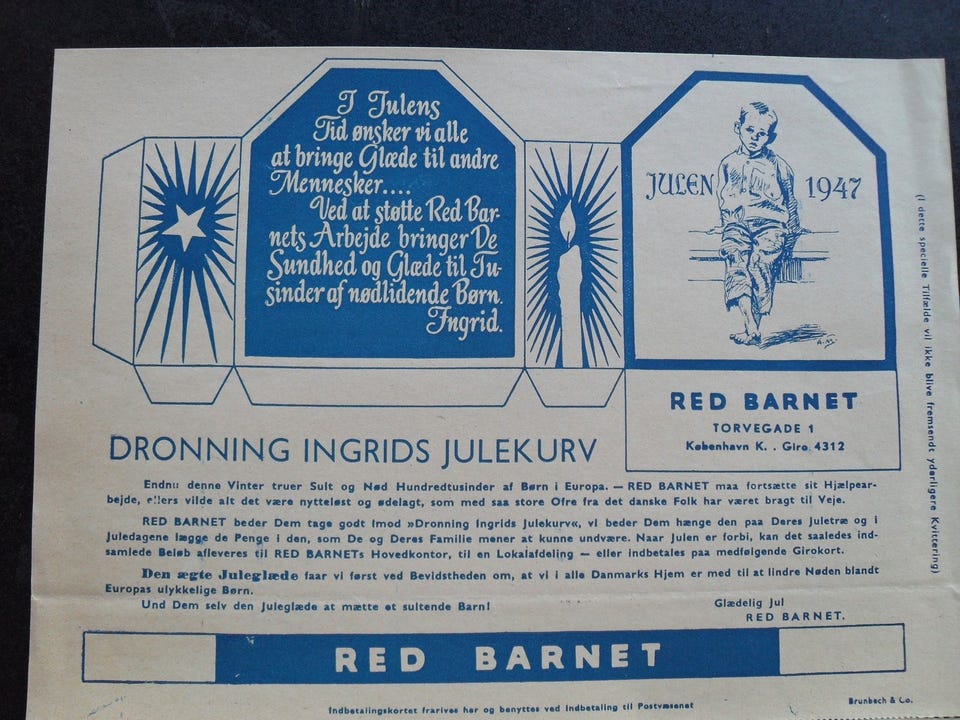 I Julens
Tid ønsker vi alle
at bringe Glæde til andre
Mennesker....
Ved at støtte Red Bar-
nets Arbejde bringer De
Sundhed og Glæde til Tu-
sinder af nødlidende Børn.
Ingrid.
JULEN 1947
A.M.
RED BARNET
TORVEGADE 1
København K. . Giro 4312
(I dette specielle Tilfælde vil ikke blive fremsendt yderligere Kvittering)
DRONNING INGRIDS JULEKURV
Endnu denne Vinter truer Sult og Nød Hundredtusinder af Børn i Europa. — RED BARNET maa fortsætte sit Hjælpear-
bejde, ellers vilde alt det være nytteløst og ødelagt, som med saa store Ofre fra det danske Folk har været bragt til Veje.
RED BARNET beder Dem tage godt imod »Dronning Ingrids Julekurv«, vi beder Dem hænge den paa Deres Juletræ og i
Juledagene lægge de Penge i den, som De og Deres Familie mener at kunne undvære. Naar Julen er forbi, kan det saaledes ind-
samlede Beløb afleveres til RED BARNETs Hovedkontor, til en Lokalafdeling — eller indbetales paa medfølgende Girokort.
Den ægte Juleglæde faar vi først ved Bevidstheden om, at vi i alle Danmarks Hjem er med til at lindre Nøden blandt
Europas ulykkelige Børn.
Und Dem selv den Juleglæde at mætte et sultende Barn!
Glædelig Jul
RED BARNET.
RED BARNET
Indbetalingskortet frarives her og benyttes ved Indbetaling til Postvæsenet
Brunbech & Co.